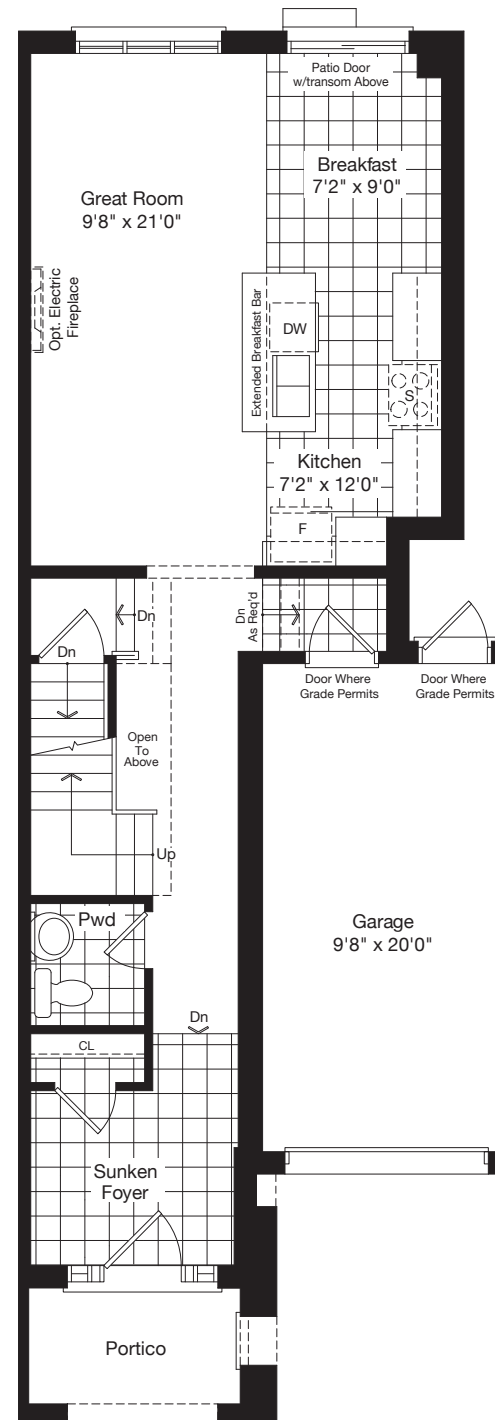 Patio Door
w/transom Above
Breakfast
7'2" x 9'0"
Great Room
9'8" x 21'0"
Opt. Electric
Fireplace
Extended Breakfast Bar
DW
S
Kitchen
7'2" x 12'0"
F
Dn
Dn
As Req'd
Dn
Door Where
Grade Permits
Door Where
Grade Permits
Open
To
Above
Up
Pwd
Garage
9'8" x 20'0"
Dn
CL
Sunken
Foyer
Portico